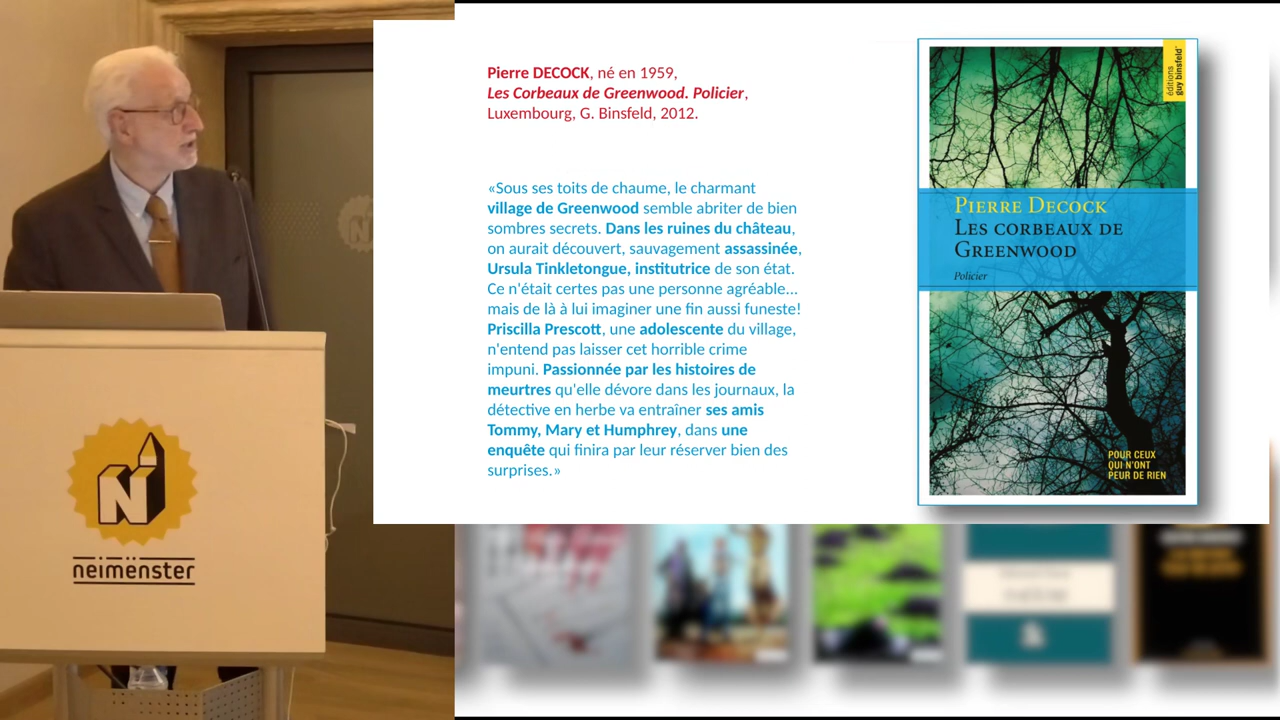 Pierre DECOCK, né en 1959,
Les Corbeaux de Greenwood. Policier,
Luxembourg, G. Binsfeld, 2012.
«Sous ses toits de chaume, le charmant
village de Greenwood semble abriter de bien
sombres secrets. Dans les ruines du château,
on aurait découvert, sauvagement assassinée,
Ursula Tinkletongue, institutrice de son état.
Ce n'était certes pas une personne agréable...
mais de là à lui imaginer une fin aussi funeste!
Priscilla Prescott, une adolescente du village,
n'entend pas laisser cet horrible crime
impuni. Passionnée par les histoires de
meurtres qu'elle dévore dans les journaux, la
détective en herbe va entraîner ses amis
Tommy, Mary et Humphrey, dans une
enquête qui finira par leur réserver bien des
surprises.»
éditions
guy binsfeld
PIERRE DECOCK
LES CORBEAUX DE
GREENWOOD
Policier
POUR CEUX
QUI N'ONT
PEUR DE RIEN
N
neimënster